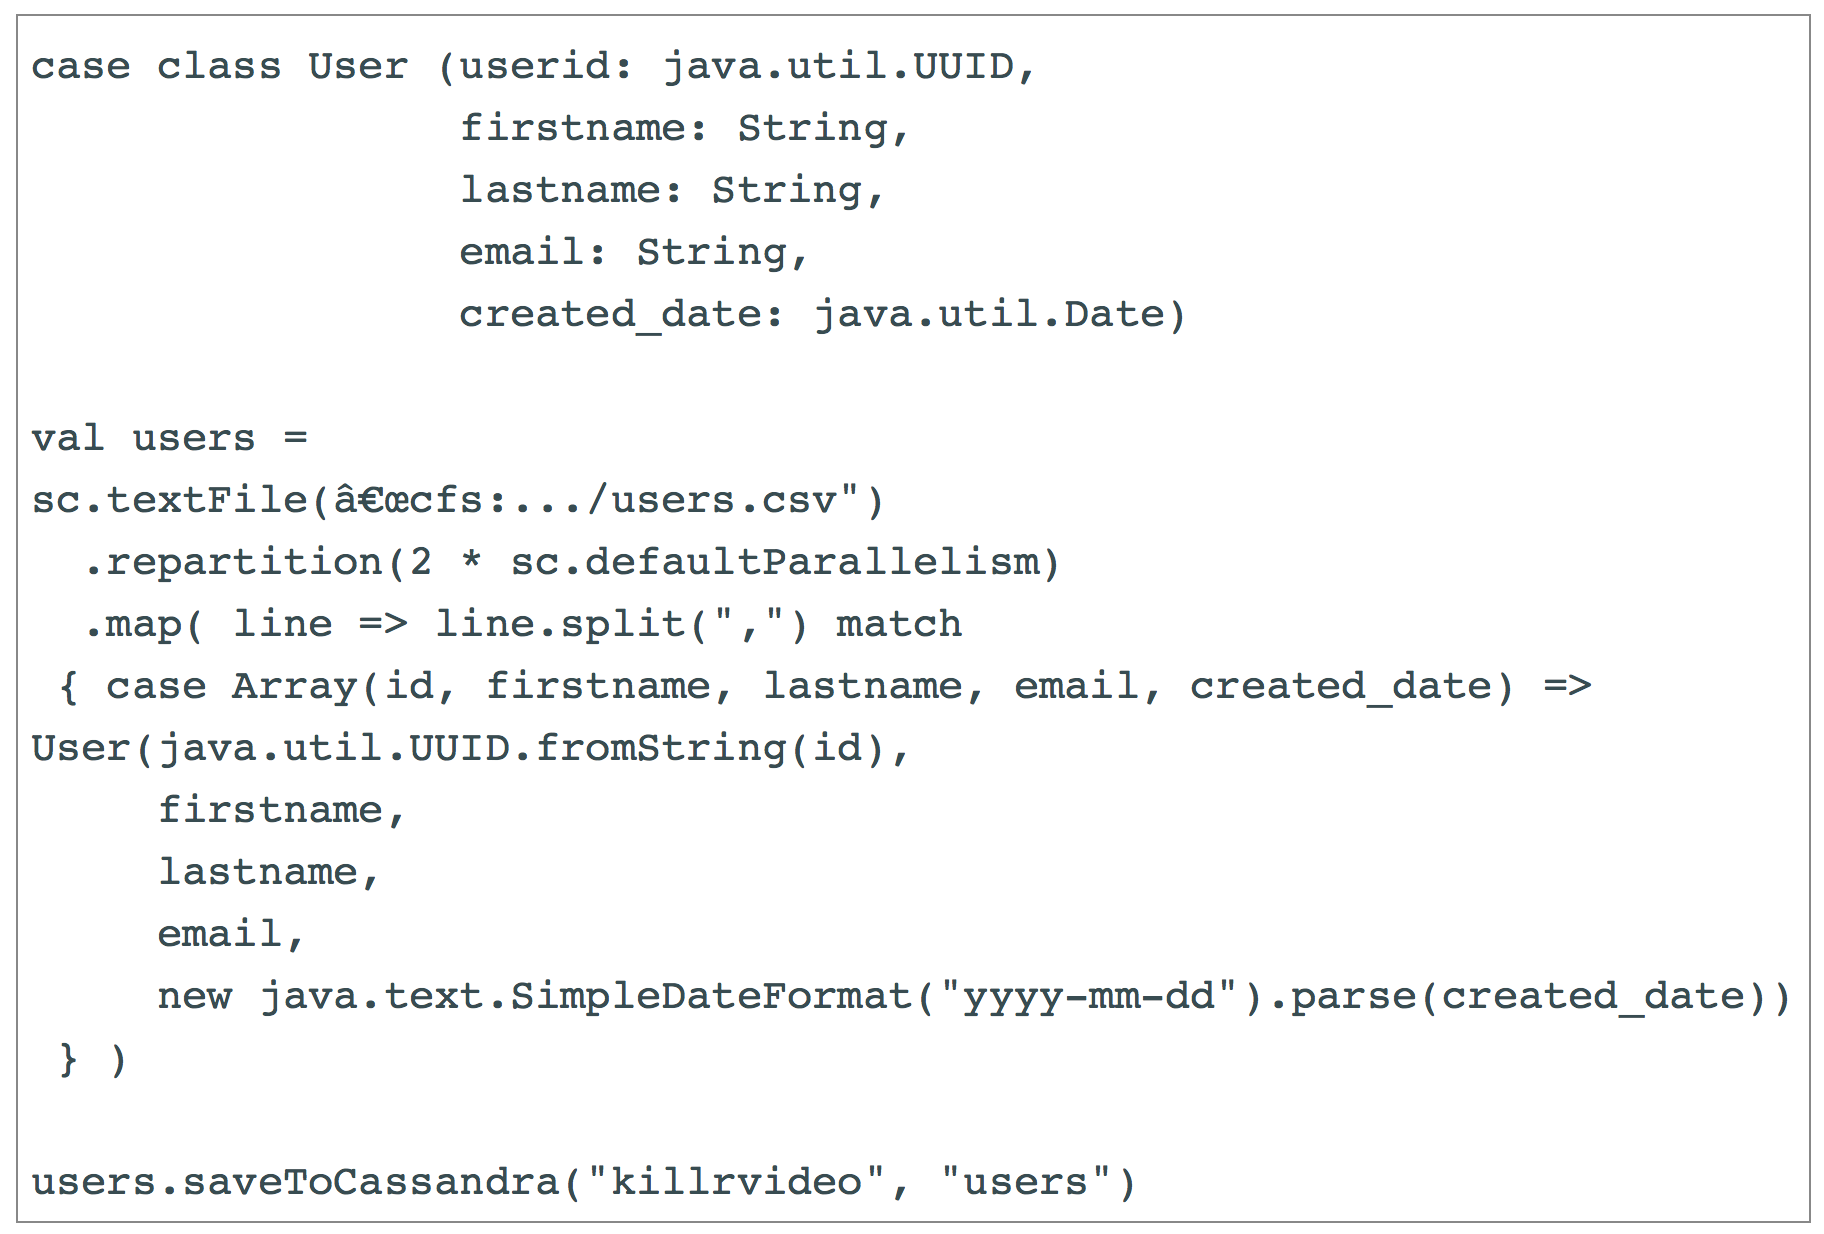 case class User (userid: java.util.UUID,
                 firstname: String,
                 lastname: String,
                 email: String,
                 created_date: java.util.Date)

val users =
sc.textFile(â€œcfs:.../users.csv")
  .repartition(2 * sc.defaultParallelism)
  .map( line => line.split(",") match
 { case Array(id, firstname, lastname, email, created_date) =>
User(java.util.UUID.fromString(id),
     firstname,
     lastname,
     email,
     new java.text.SimpleDateFormat("yyyy-mm-dd").parse(created_date))
 } )

users.saveToCassandra("killrvideo", "users")